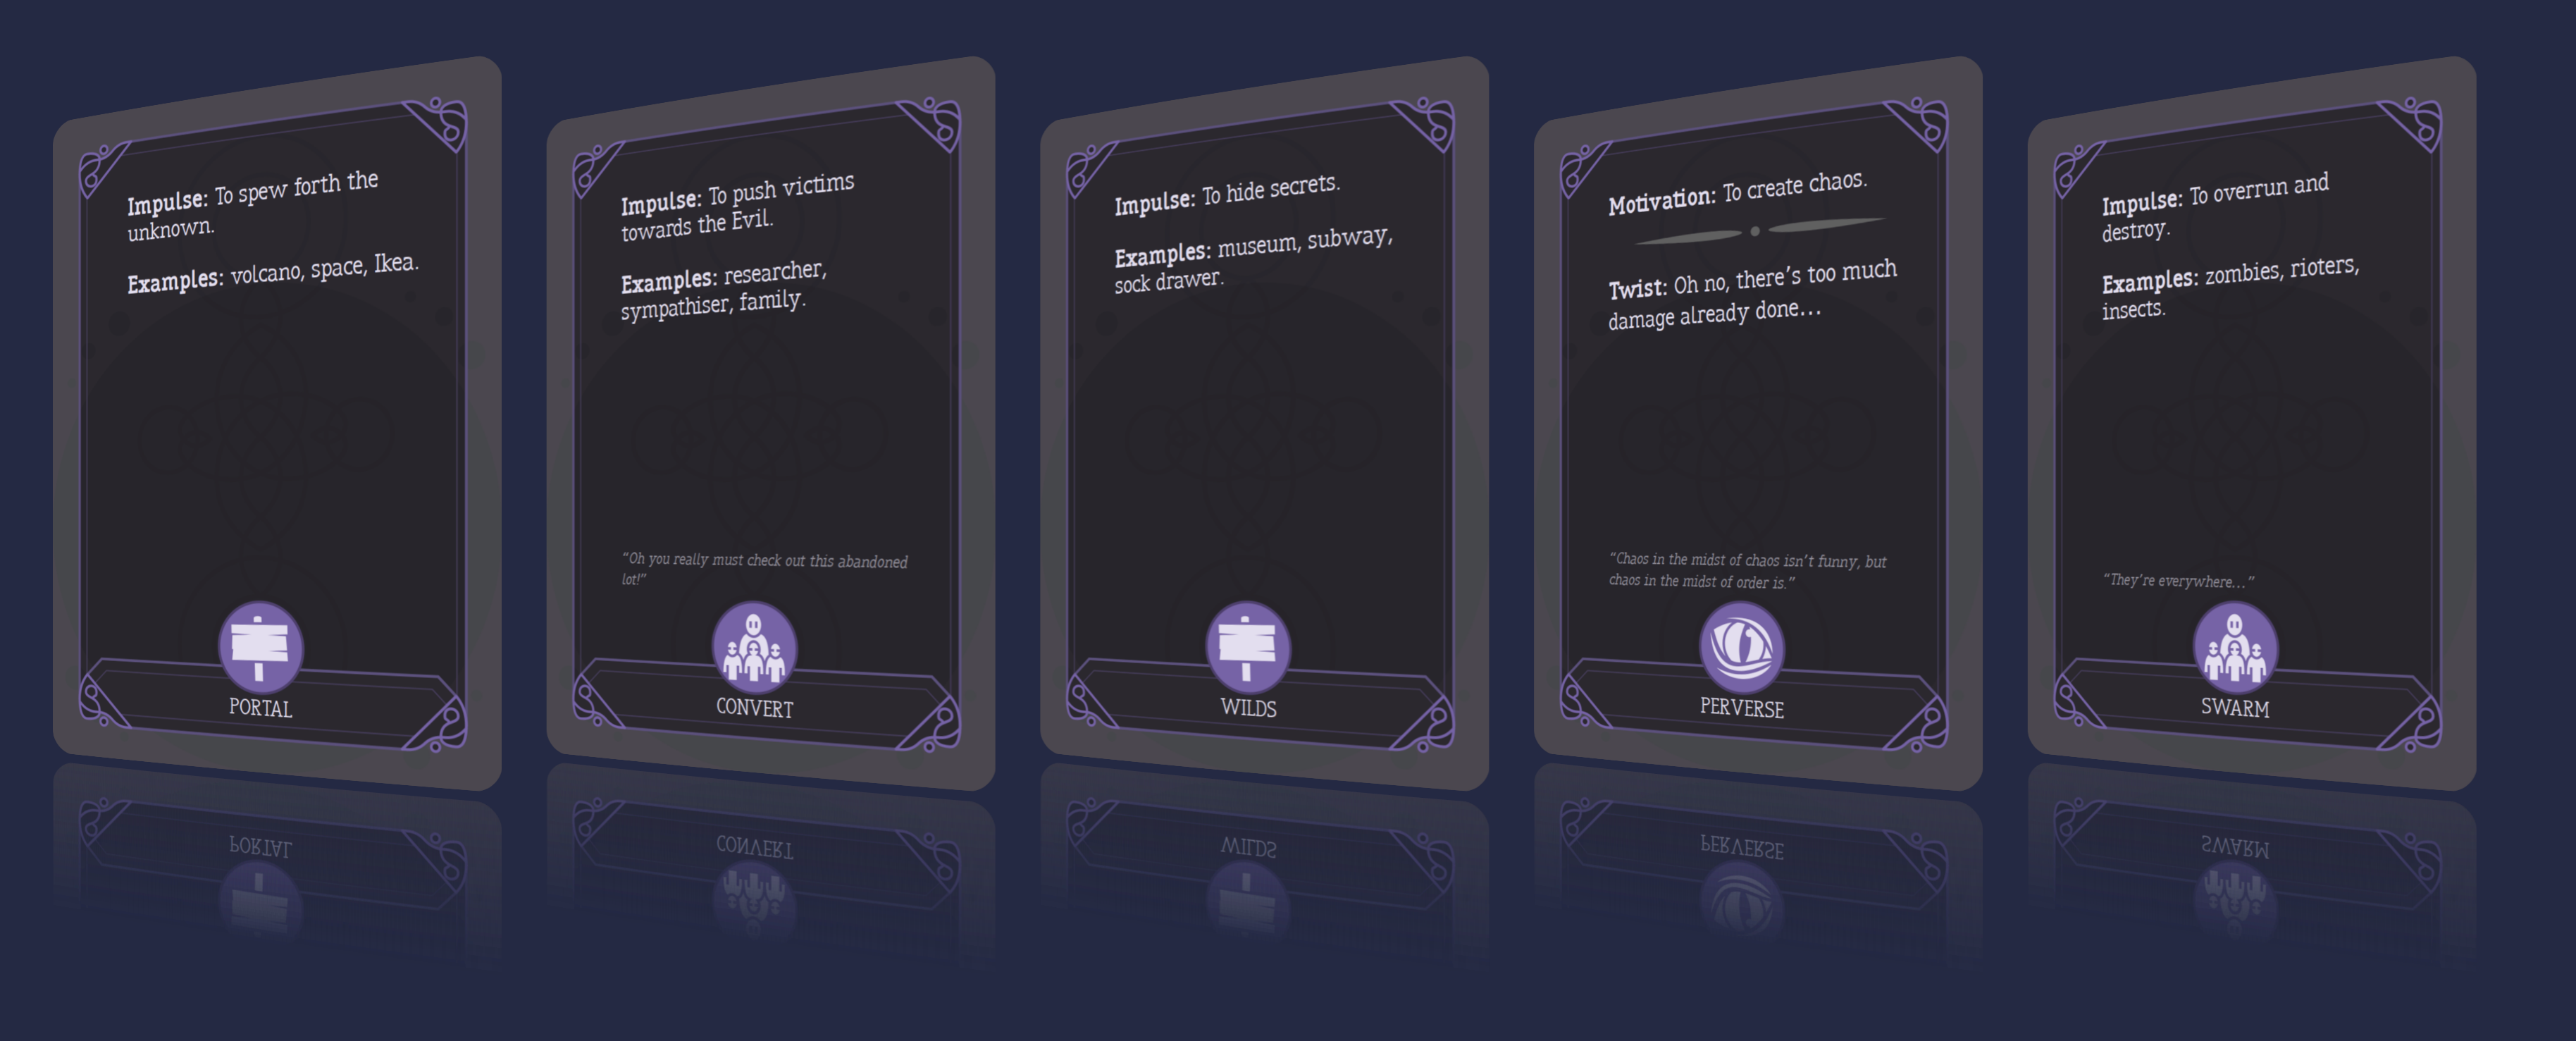 Impulse: To spew forth the
unknown.
Examples: volcano, space, Ikea.
PORTAL
Impulse: To push victims
towards the Evil.
Examples: researcher,
sympathiser, family.
“Oh you really must check out this abandoned
lot!”
CONVERT
Impulse: To hide secrets.
Examples: museum, subway,
sock drawer.
WILDS
Motivation: To create chaos.
Twist: Oh no, there’s too much
damage already done…
“Chaos in the midst of chaos isn’t funny, but
chaos in the midst of order is.”
PERVERSE
Impulse: To overrun and
destroy.
Examples: zombies, rioters,
insects.
“They’re everywhere…”
SWARM
PORTAL
CONVERT
WILDS
PERVERSE
SWARM